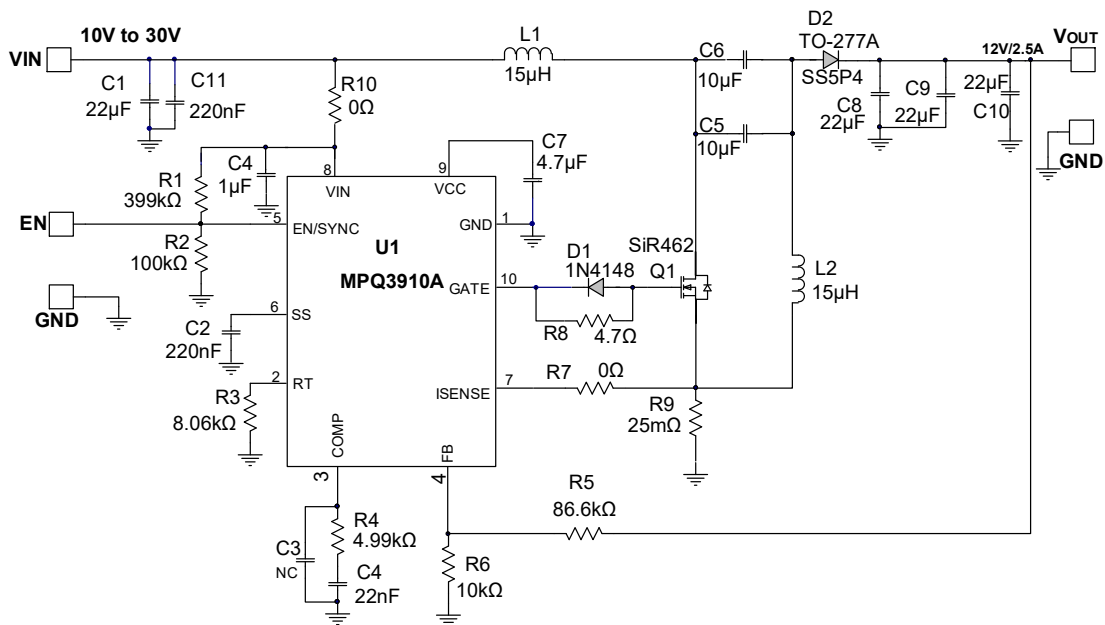 VIN
10V to 30V
C1
22µF
C11
220nF
R10
0Ω
L1
15µH
C6
10µF
C5
10µF
D2
TO-277A
SS5P4
12V/2.5A
VOUT
C8
22µF
C9
22µF
22µF
C10
GND
R1
399kΩ
C4
1µF
C7
4.7µF
8
VIN
9
VCC
EN
5
EN/SYNC
GND
1
R2
100kΩ
U1
MPQ3910A
GATE
10
D1
1N4148
R8
4.7Ω
SiR462
Q1
L2
15µH
GND
C2
220nF
6
SS
R3
8.06kΩ
2
RT
ISENSE
7
R7
0Ω
R9
25mΩ
COMP
3
FB
4
C3
NC
R4
4.99kΩ
C4
22nF
R5
86.6kΩ
R6
10kΩ